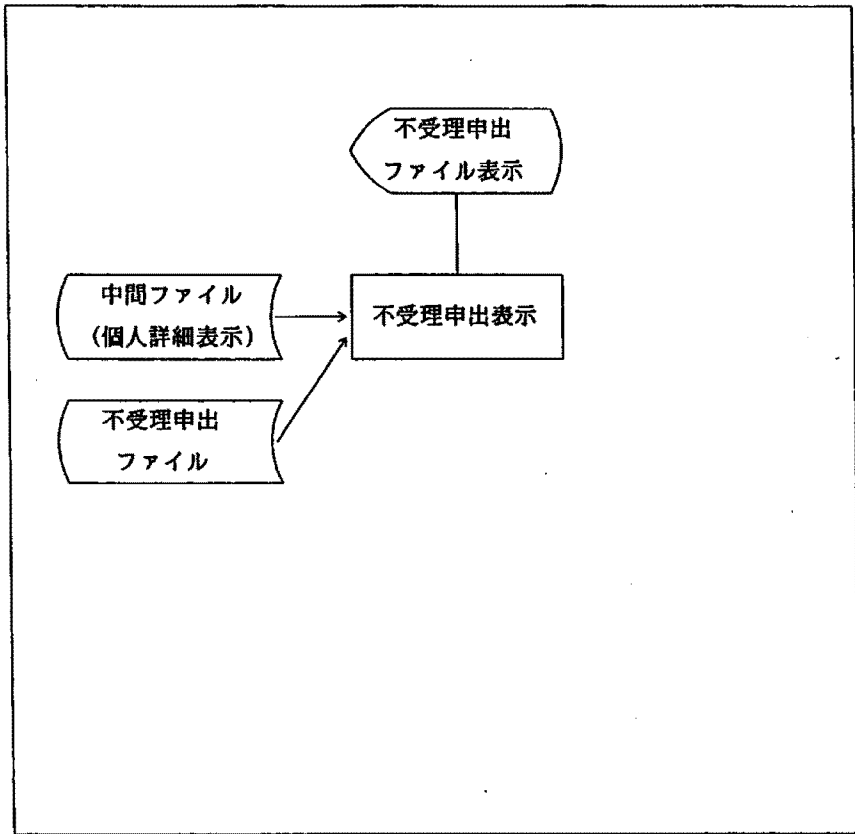 不受理申出
ファイル表示
中間ファイル
(個人詳細表示)
不受理申出表示
不受理申出
ファイル